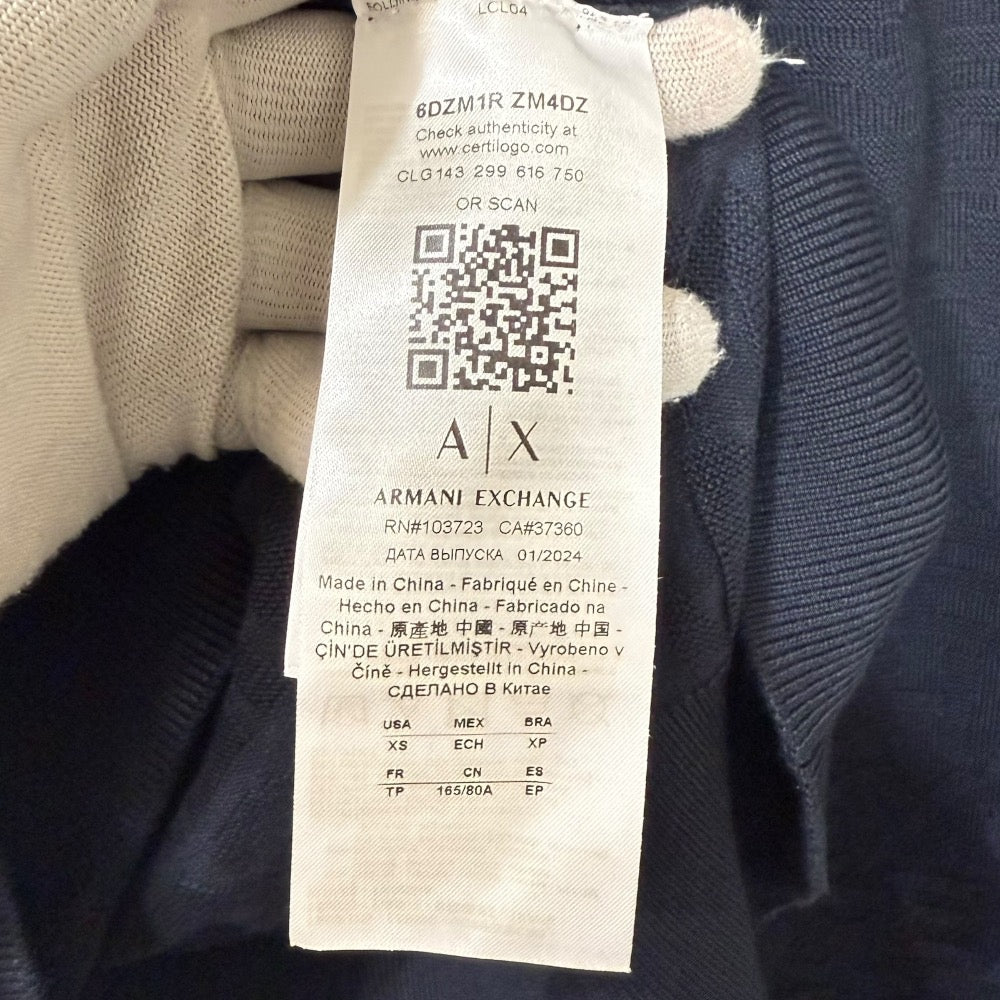 LCL04
6DZM1R ZM4DZ
Check authenticity at
www.certilogo.com
CLG143 299 616 750
OR SCAN
A|X
ARMANI EXCHANGE
RN#103723 CA#37360
ДАТА ВЫПУСКА 01/2024
Made in China - Fabriqué en Chine -
Hecho en China - Fabricado na
China - 原產地 中國 - 原产地 中国 -
ÇİN'DE ÜRETİLMİŞTİR - Vyrobeno v
Číně - Hergestellt in China -
СДЕЛАНО В Китае
USA MEX BRA
XS ECH XP
FR CN ES
TP 165/80A EP